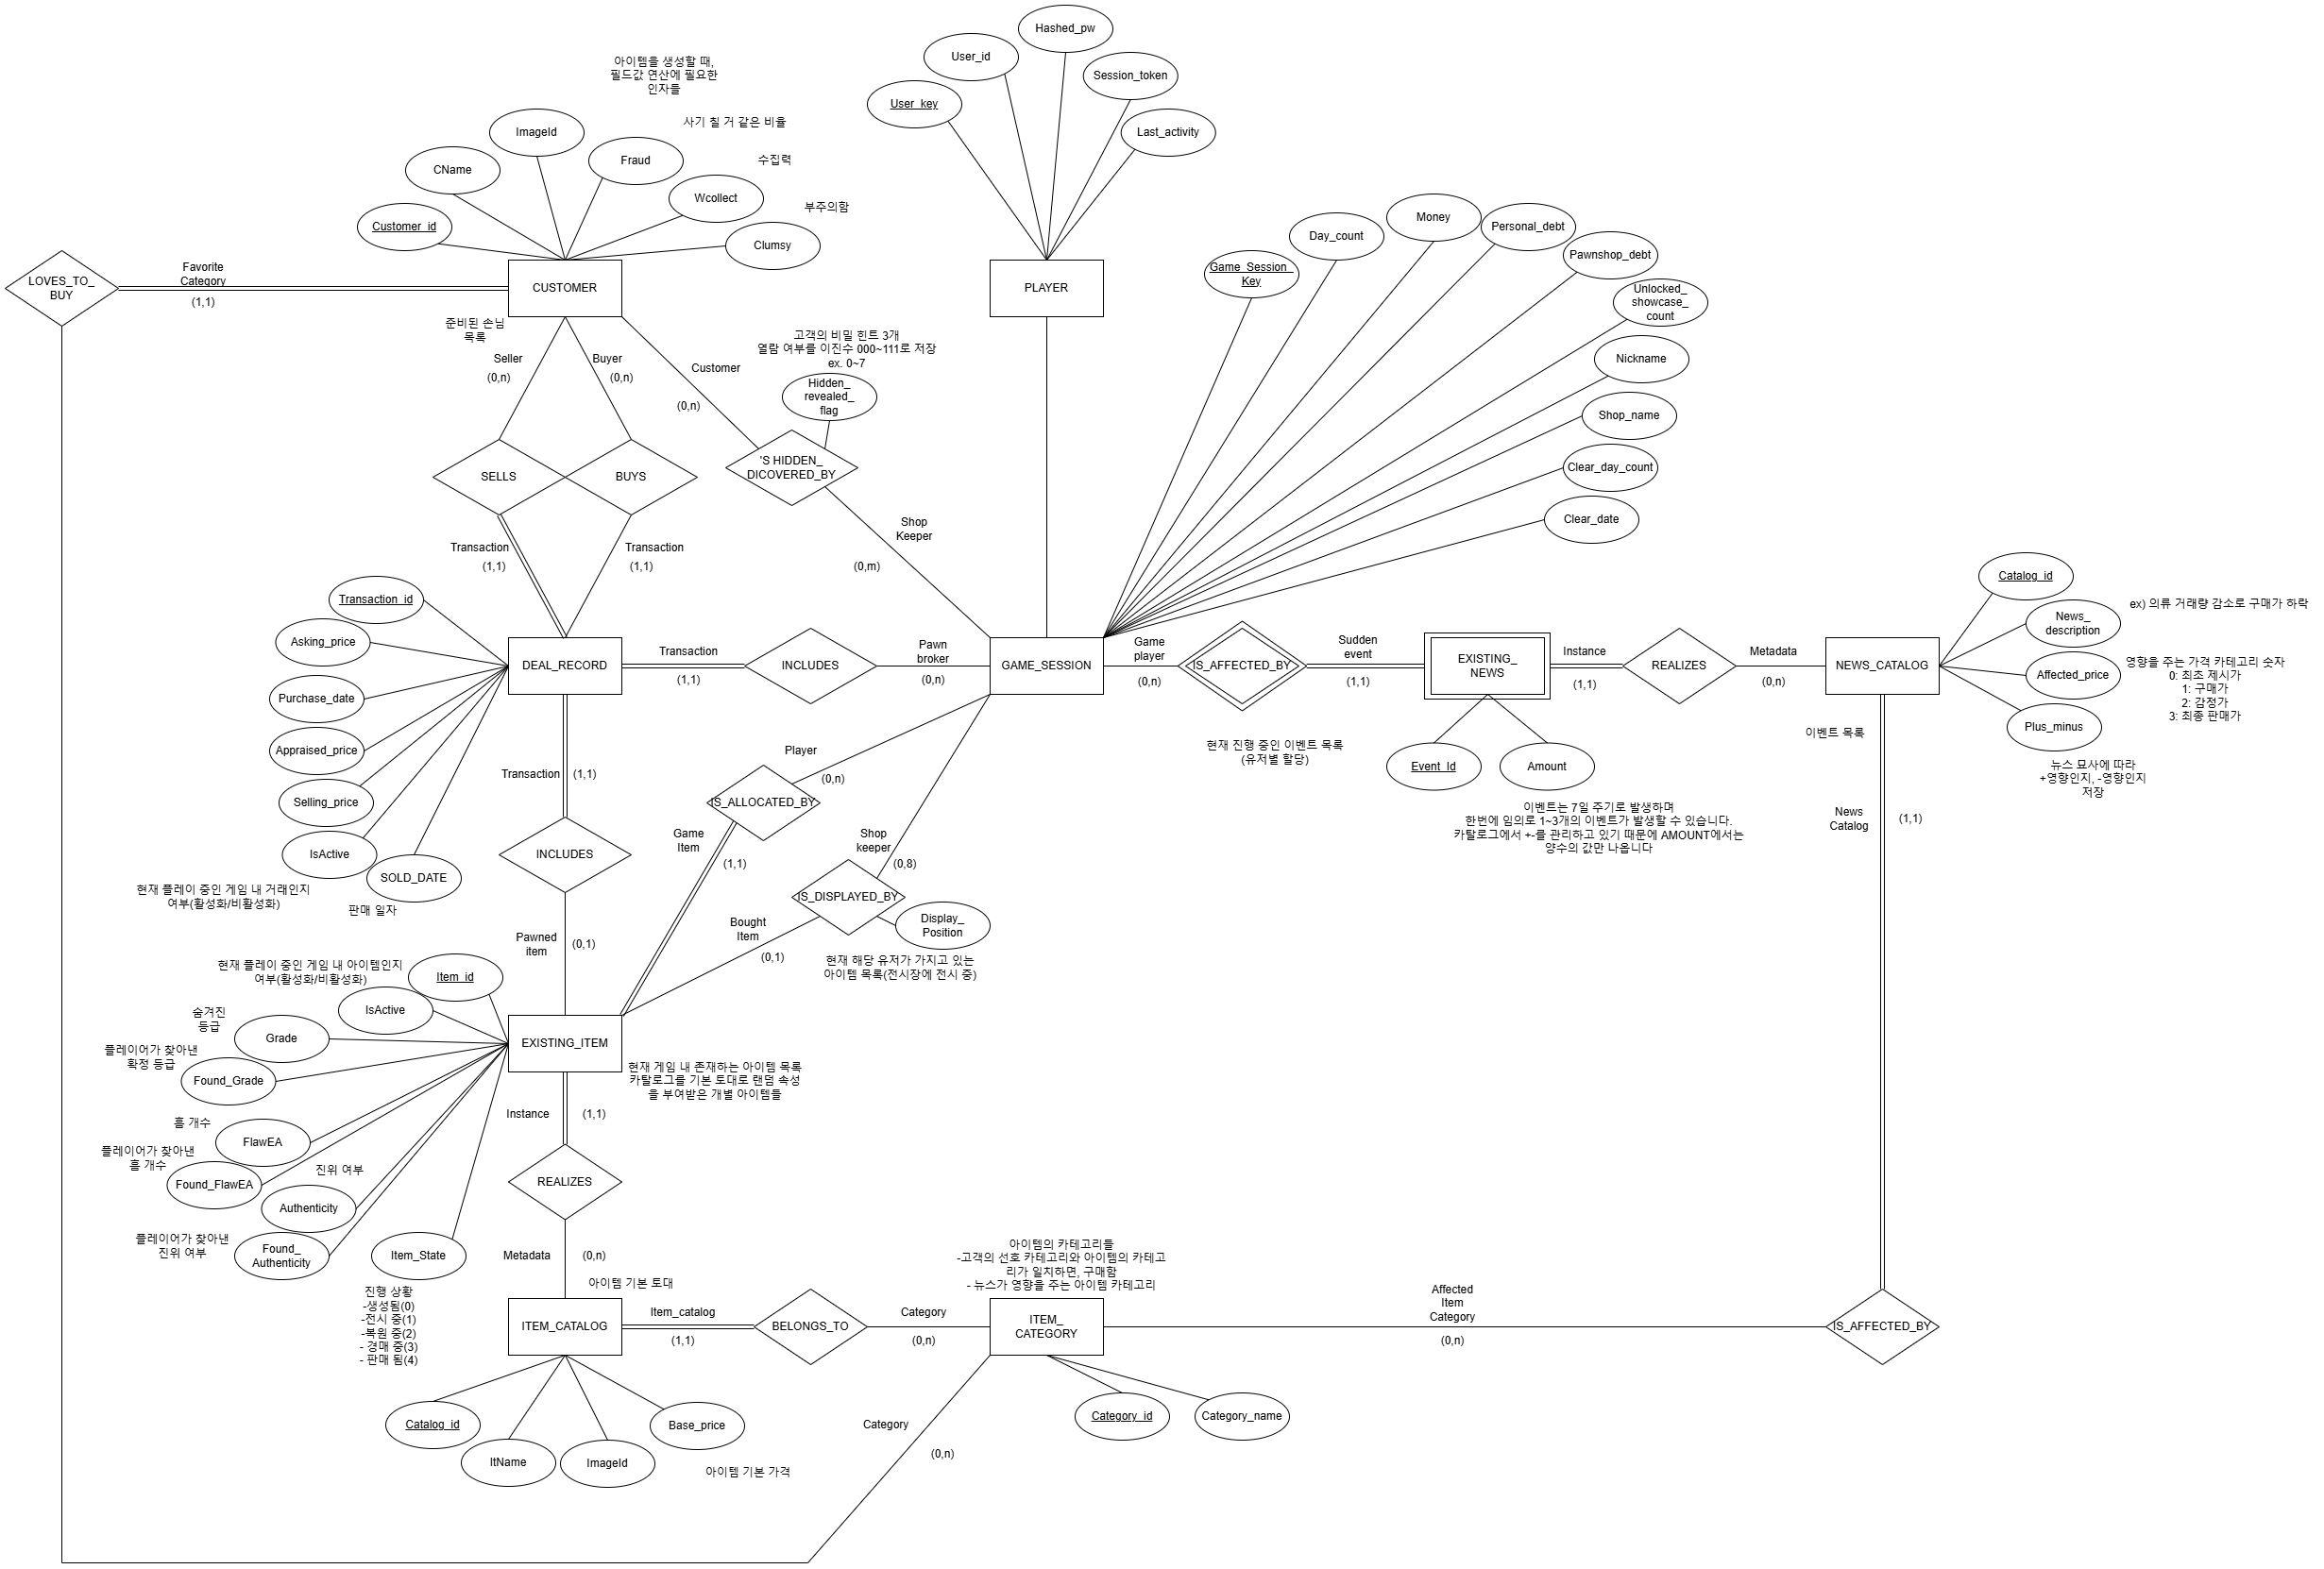 Hashed_pw
User_id
Session_token
User_key
Last_activity
PLAYER
아이템을 생성할 때,
필드값 연산에 필요한
인자들
사기 칠 거 같은 비율
수집력
부주의함
ImageId
Fraud
CName
Wcollect
Customer_id
Clumsy
CUSTOMER
준비된 손님
목록
LOVES_TO_
BUY
Favorite
Category
(1,1)
Seller
(0,n)
Buyer
(0,n)
SELLS
BUYS
Transaction
(1,1)
Transaction
(1,1)
Customer
(0,n)
고객의 비밀 힌트 3개
열람 여부를 이진수 000~111로 저장
ex. 0~7
Hidden_
revealed_
flag
'S HIDDEN_
DICOVERED_BY
Shop
Keeper
(0,m)
Game_Session_
Key
Day_count
Money
Personal_debt
Pawnshop_debt
Unlocked_
showcase_
count
Nickname
Shop_name
Clear_day_count
Clear_date
Transaction_id
Asking_price
Purchase_date
Appraised_price
Selling_price
IsActive
SOLD_DATE
현재 플레이 중인 게임 내 거래인지
여부(활성화/비활성화)
판매 일자
DEAL_RECORD
Transaction
(1,1)
INCLUDES
Pawn
broker
(0,n)
GAME_SESSION
Game
player
(0,n)
IS_AFFECTED_BY
Sudden
event
(1,1)
EXISTING_
NEWS
Instance
(1,1)
REALIZES
Metadata
(0,n)
NEWS_CATALOG
현재 진행 중인 이벤트 목록
(유저별 할당)
Event_Id
Amount
이벤트는 7일 주기로 발생하며
한번에 임의로 1~3개의 이벤트가 발생할 수 있습니다.
카탈로그에서 +-를 관리하고 있기 때문에 AMOUNT에서는
양수의 값만 나옵니다
이벤트 목록
Catalog_id
News_
description
Affected_price
Plus_minus
ex) 의류 거래량 감소로 구매가 하락
영향을 주는 가격 카테고리 숫자
0: 최초 제시가
1: 구매가
2: 감정가
3: 최종 판매가
뉴스 묘사에 따라
+영향인지, -영향인지
저장
News
Catalog
(1,1)
Transaction
(1,1)
INCLUDES
Pawned
item
(0,1)
Player
(0,n)
IS_ALLOCATED_BY
Game
Item
(1,1)
Shop
keeper
(0,8)
IS_DISPLAYED_BY
Display_
Position
Bought
Item
(0,1)
현재 해당 유저가 가지고 있는
아이템 목록(전시장에 전시 중)
현재 플레이 중인 게임 내 아이템인지
여부(활성화/비활성화)
Item_id
IsActive
숨겨진
등급
Grade
플레이어가 찾아낸
확정 등급
Found_Grade
흠 개수
FlawEA
플레이어가 찾아낸
흠 개수
Found_FlawEA
진위 여부
Authenticity
플레이어가 찾아낸
진위 여부
Found_
Authenticity
Item_State
진행 상황
-생성됨(0)
-전시 중(1)
-복원 중(2)
- 경매 중(3)
- 판매 됨(4)
EXISTING_ITEM
현재 게임 내 존재하는 아이템 목록
카탈로그를 기본 토대로 랜덤 속성
을 부여받은 개별 아이템들
Instance
(1,1)
REALIZES
Metadata
(0,n)
아이템 기본 토대
ITEM_CATALOG
Item_catalog
(1,1)
BELONGS_TO
Category
(0,n)
아이템의 카테고리들
-고객의 선호 카테고리와 아이템의 카테고
리가 일치하면, 구매함
- 뉴스가 영향을 주는 아이템 카테고리
ITEM_
CATEGORY
Affected
Item
Category
(0,n)
IS_AFFECTED_BY
Catalog_id
ItName
ImageId
Base_price
아이템 기본 가격
Category
(0,n)
Category_id
Category_name